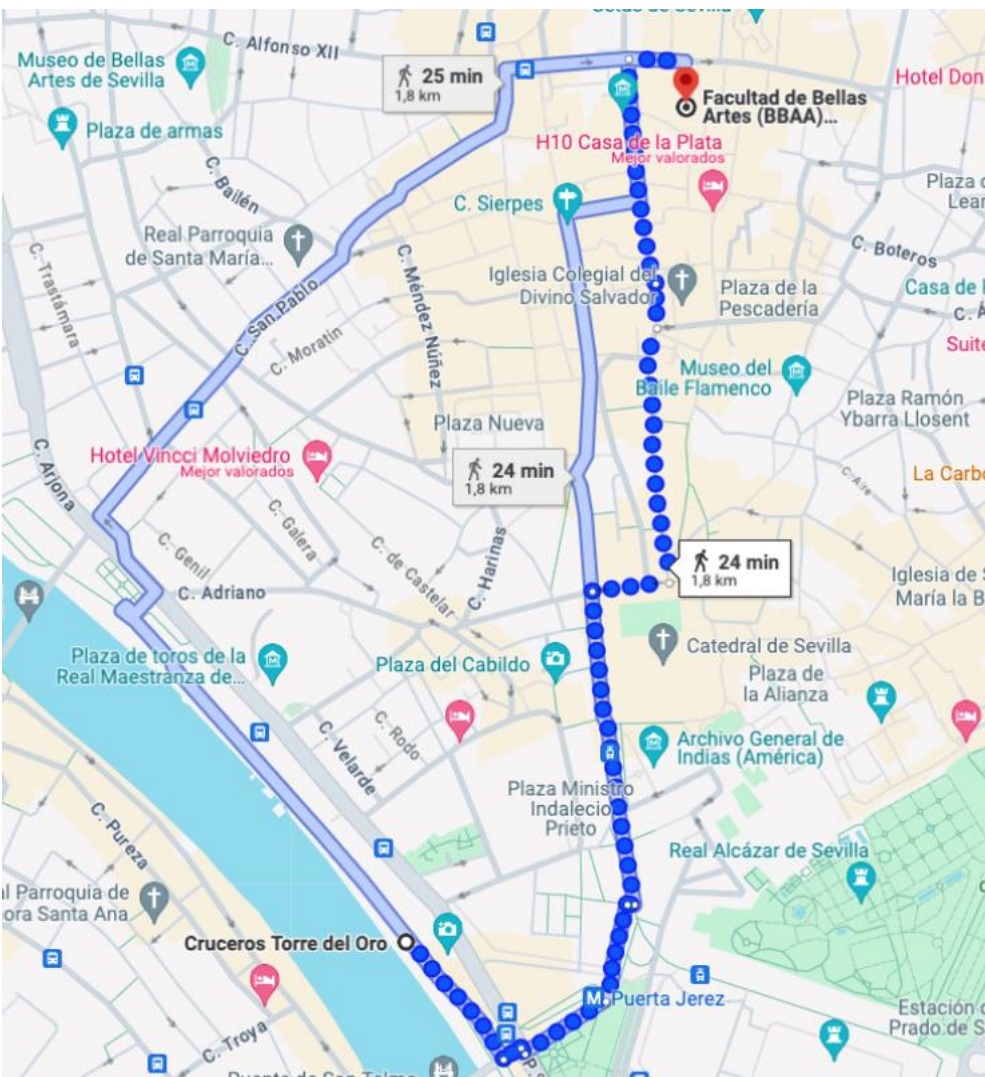 C. Alfonso XII
Museo de Bellas
Artes de Sevilla
25 min
1,8 km
Hotel Don
Facultad de Bellas
Artes (BBAA)...
Plaza de armas
H10 Casa de la Plata
Mejor valorados
C. Bailén
C. Sierpes
Plaza
Real Parroquia
de Santa María...
C. Boteros
C. Trastámara
C. Méndez Núñez
Iglesia Colegial del
Divino Salvador
Plaza de la
Pescadería
Casa de
C. San Pablo
C. Moratin
Suite
Museo del
Baile Flamenco
Plaza Ramón
Ybarra Llosent
Plaza Nueva
C. Arjona
Hotel Vincci Molviedro
Mejor valorados
24 min
1,8 km
La Carbo
C. Aire
C. Galera
C. Harinas
C. Genil
C. de Castelar
24 min
1,8 km
Iglesia de
María la B
C. Adriano
Catedral de Sevilla
Plaza de toros de la
Real Maestranza de...
Plaza del Cabildo
Plaza de
la Alianza
C. Rodo
C. Velarde
Archivo General de
Indias (América)
Plaza Ministro
Indalecio
Prieto
C. Pureza
Real Alcázar de Sevilla
al Parroquia de
ora Santa Ana
Cruceros Torre del Oro
M
Puerta Jerez
Estación
Prado de S
C. Troya